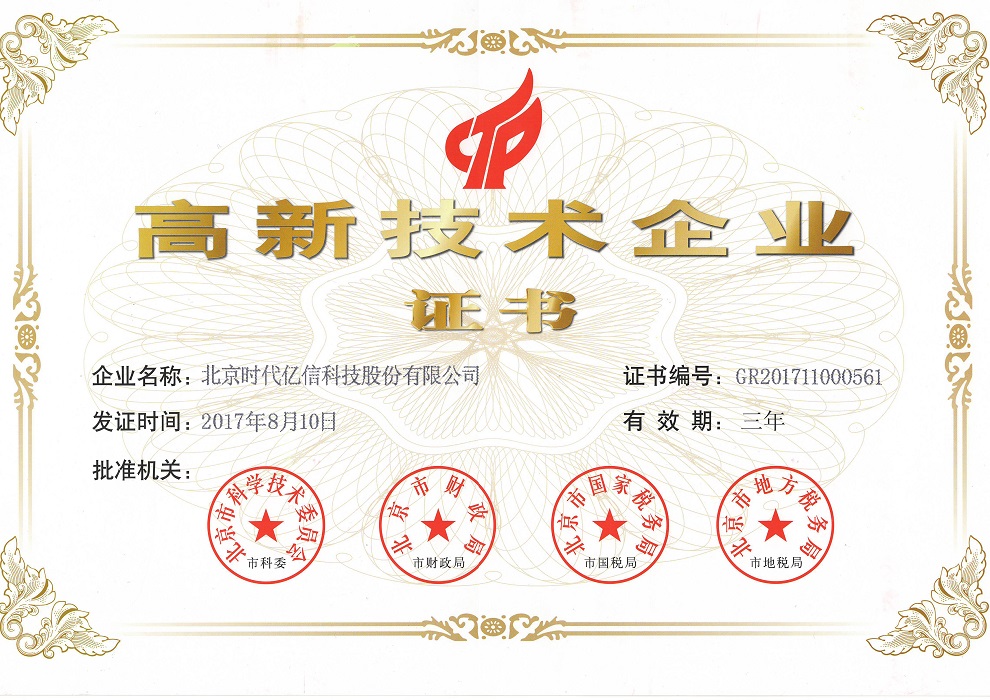 高新技术企业
证书
企业名称：北京时代亿信科技股份有限公司
证书编号：GR201711000561
发证时间：2017年8月10日
有效期：三年
批准机关：
北京市科学技术委员会
市科委
北京市财政局
市财政局
北京市国家税务局
市国税局
北京市地方税务局
市地税局